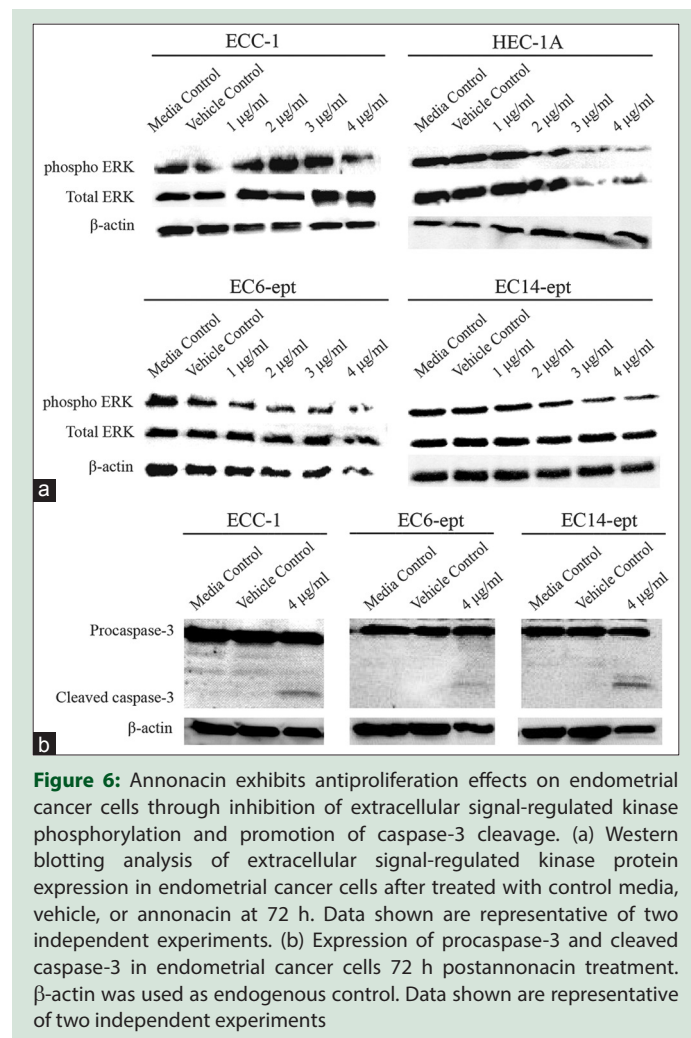 ECC-1
HEC-1A
Media Control
Vehicle Control
1 µg/ml
2 µg/ml
3 µg/ml
4 µg/ml
Media Control
Vehicle Control
1 µg/ml
2 µg/ml
3 µg/ml
4 µg/ml
phospho ERK
Total ERK
β-actin
EC6-ept
EC14-ept
Media Control
Vehicle Control
1 µg/ml
2 µg/ml
3 µg/ml
4 µg/ml
Media Control
Vehicle Control
1 µg/ml
2 µg/ml
3 µg/ml
4 µg/ml
phospho ERK
Total ERK
β-actin
a
ECC-1
EC6-ept
EC14-ept
Media Control
Vehicle Control
4 µg/ml
Media Control
Vehicle Control
4 µg/ml
Media Control
Vehicle Control
4 µg/ml
Procaspase-3
Cleaved caspase-3
β-actin
b
Figure 6: Annonacin exhibits antiproliferation effects on endometrial
cancer cells through inhibition of extracellular signal-regulated kinase
phosphorylation and promotion of caspase-3 cleavage. (a) Western
blotting analysis of extracellular signal-regulated kinase protein
expression in endometrial cancer cells after treated with control media,
vehicle, or annonacin at 72 h. Data shown are representative of two
independent experiments. (b) Expression of procaspase-3 and cleaved
caspase-3 in endometrial cancer cells 72 h postannonacin treatment.
β-actin was used as endogenous control. Data shown are representative
of two independent experiments